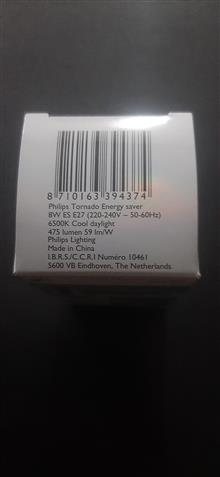 8 710163 394374
Philips Tornado Energy saver
8W ES E27 (220-240V ~ 50-60Hz)
6500K Cool daylight
475 lumen 59 lm/W
Philips Lighting
Made in China
I.B.R.S./C.C.R.I Numéro 10461
5600 VB Eindhoven, The Netherlands